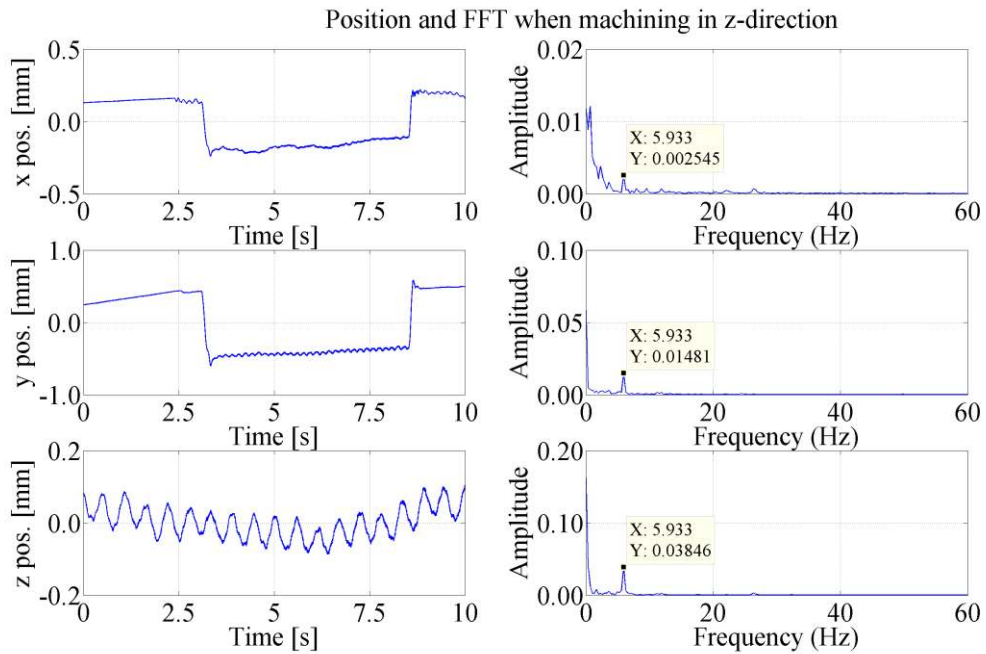 Position and FFT when machining in z-direction
x pos. [mm]
0.5
0.0
-0.5
0 2.5 5 7.5 10
Time [s]
Amplitude
0.02
0.01
0.00
X: 5.933
Y: 0.002545
0 20 40 60
Frequency (Hz)
y pos. [mm]
1.0
0.0
-1.0
0 2.5 5 7.5 10
Time [s]
Amplitude
0.10
0.05
0.00
X: 5.933
Y: 0.01481
0 20 40 60
Frequency (Hz)
z pos. [mm]
0.2
0.0
-0.2
0 2.5 5 7.5 10
Time [s]
Amplitude
0.20
0.10
0.00
X: 5.933
Y: 0.03846
0 20 40 60
Frequency (Hz)